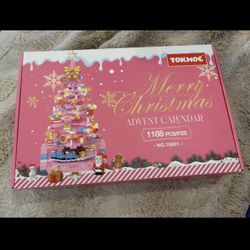 TOKMOC
Merry
Christmas
ADVENT CALENDAR
1188 PCS/PZS
- NO.70001 -